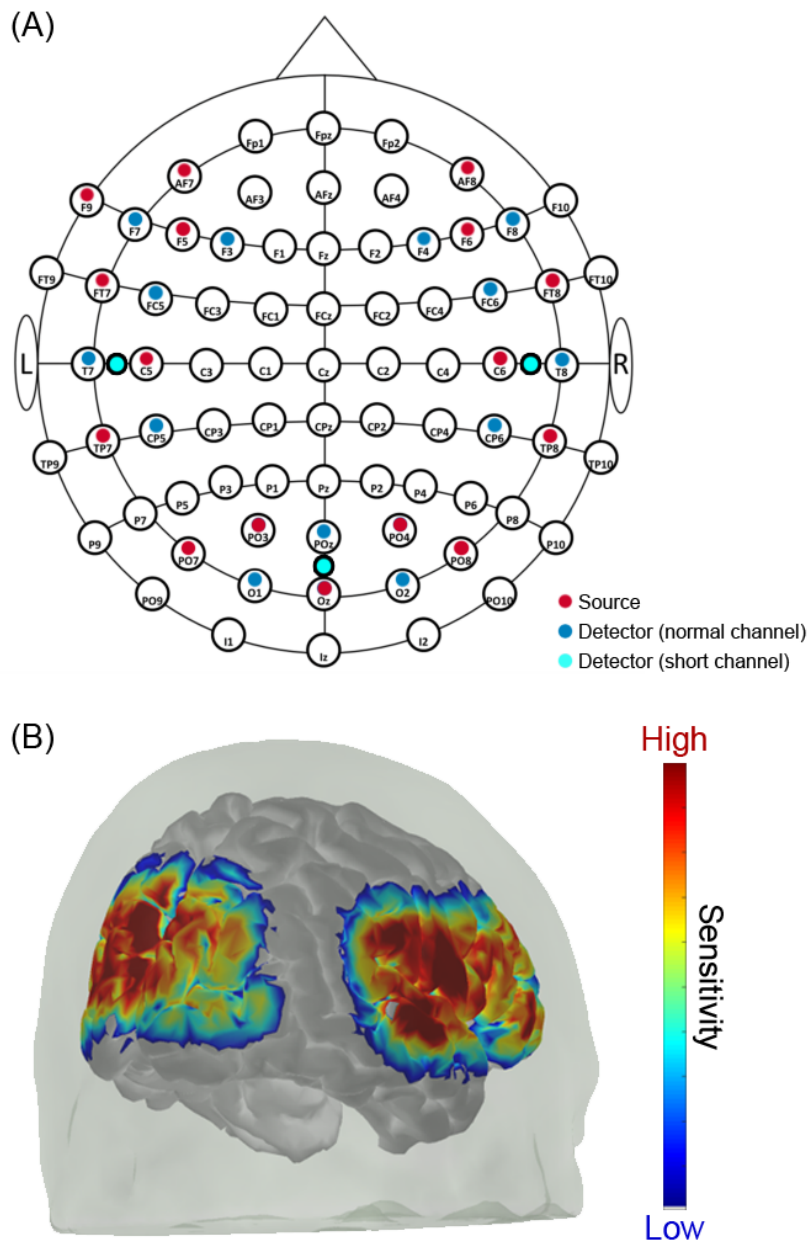 (A)
Fp1 Fpz Fp2
AF7 AF8
AF3 AFz AF4
F9 F10
F7 F5 F3 F1 Fz F2 F4 F6 F8
FT9 FT7 FC5 FC3 FC1 FCz FC2 FC4 FC6 FT8 FT10
L T7 C5 C3 C1 Cz C2 C4 C6 T8 R
TP9 TP7 CP5 CP3 CP1 CPz CP2 CP4 CP6 TP8 TP10
P9 P7 P5 P3 P1 Pz P2 P4 P6 P8 P10
PO3 POz PO4
PO7 PO8
PO9 O1 Oz O2 PO10
I1 Iz I2
Source
Detector (normal channel)
Detector (short channel)
(B)
High
Sensitivity
Low